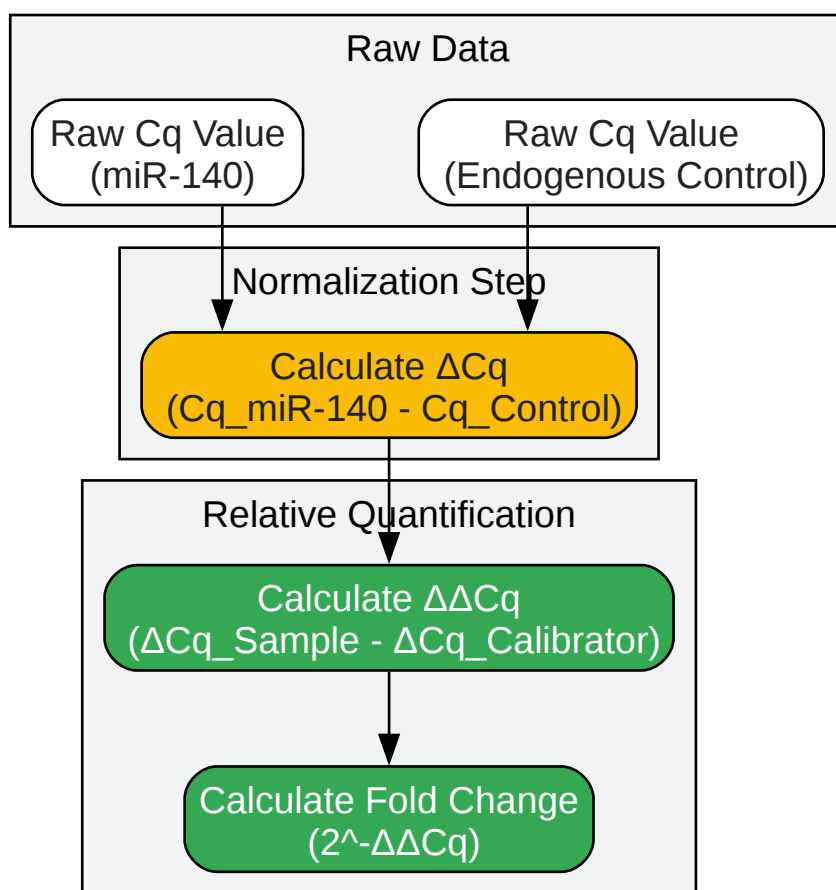 Raw Data
Raw Cq Value
(miR-140)
Raw Cq Value
(Endogenous Control)
Normalization Step
Calculate ΔCq
(Cq_miR-140 - Cq_Control)
Relative Quantification
Calculate ΔΔCq
(ΔCq_Sample - ΔCq_Calibrator)
Calculate Fold Change
(2^-ΔΔCq)